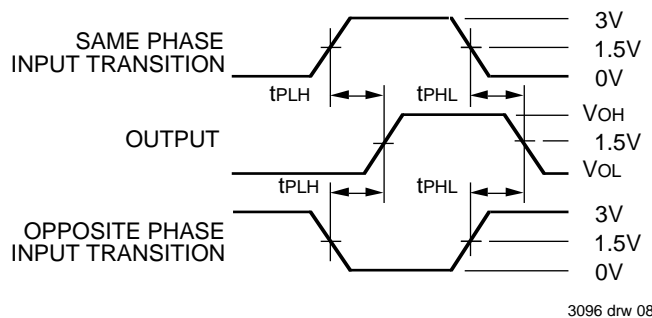 SAME PHASE
INPUT TRANSITION
3V
1.5V
0V
tPLH
tPHL
OUTPUT
VOH
1.5V
VOL
tPLH
tPHL
OPPOSITE PHASE
INPUT TRANSITION
3V
1.5V
0V
3096 drw 08